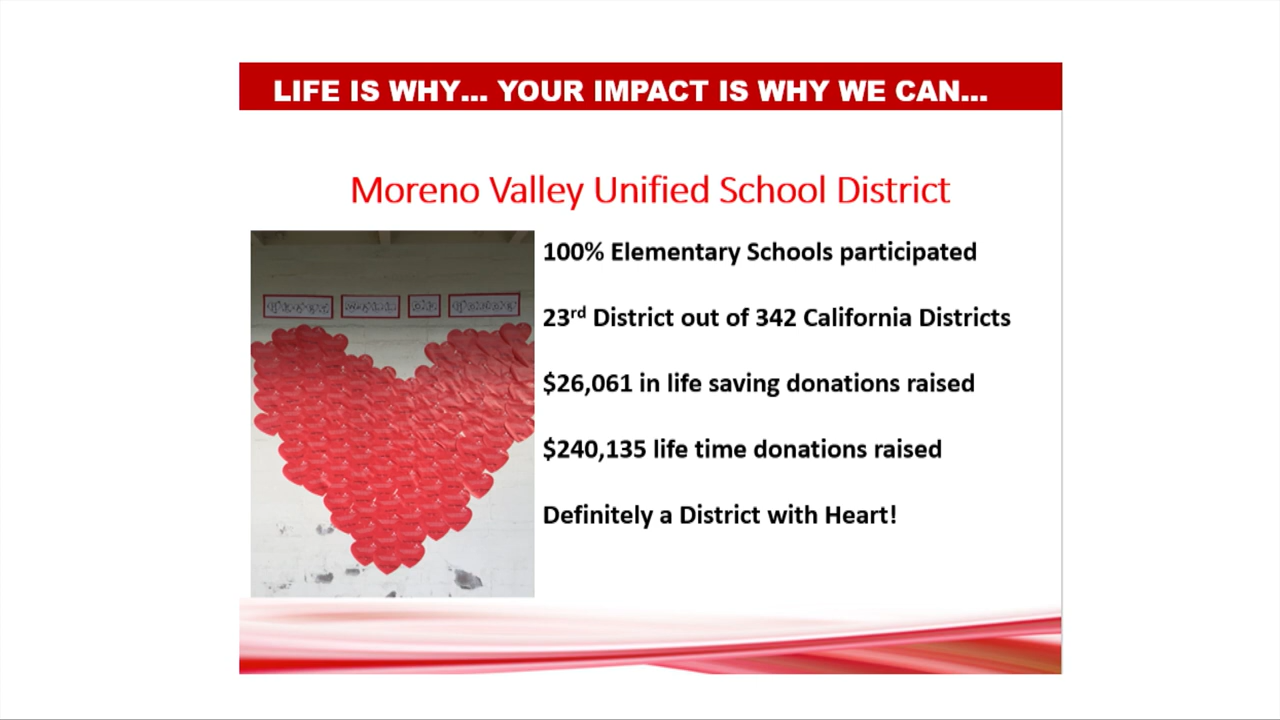 LIFE IS WHY... YOUR IMPACT IS WHY WE CAN...
Moreno Valley Unified School District
100% Elementary Schools participated
23rd District out of 342 California Districts
$26,061 in life saving donations raised
$240,135 life time donations raised
Definitely a District with Heart!